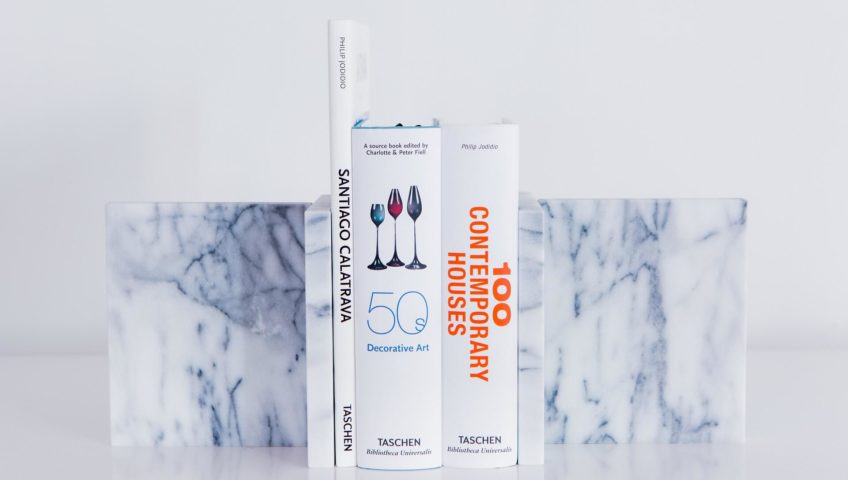 PHILIP JODIDIO
SANTIAGO CALATRAVA
TASCHEN
A source book edited by
Charlotte & Peter Fiell
50s
Decorative Art
TASCHEN
Bibliotheca Universalis
Philip Jodidio
100
CONTEMPORARY
HOUSES
TASCHEN
Bibliotheca Universalis